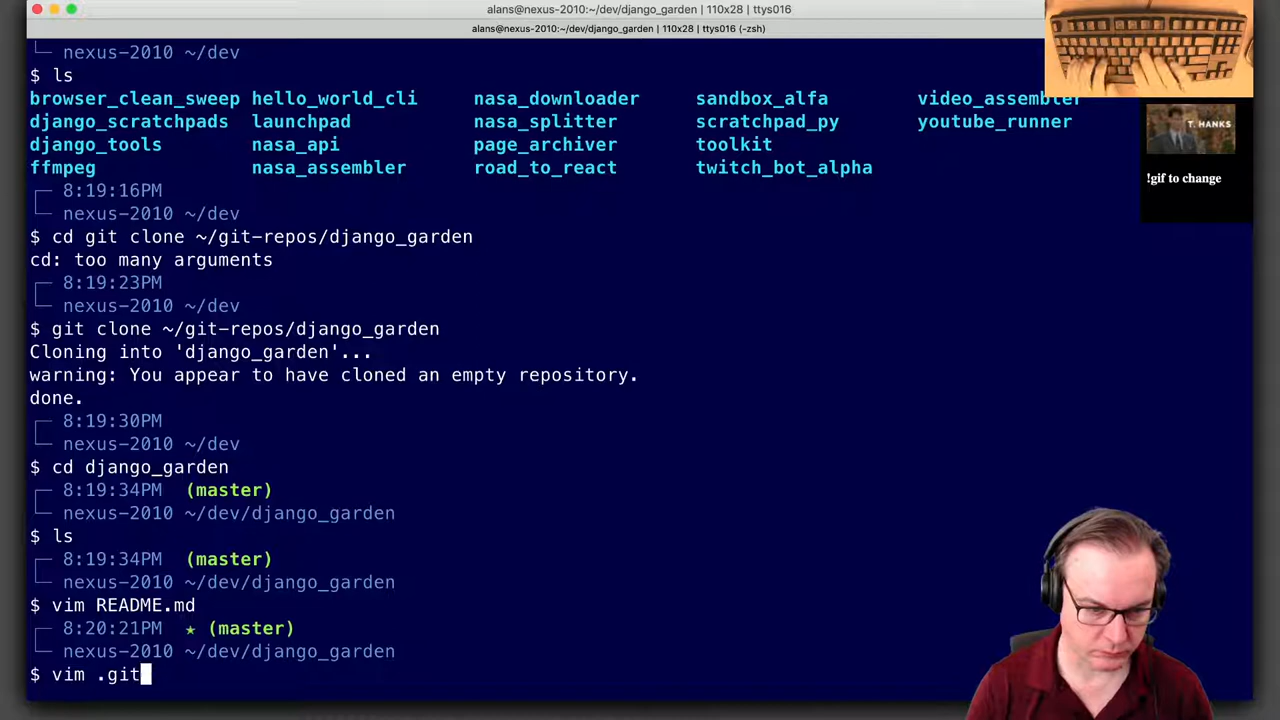 alans@nexus-2010:~/dev/django_garden | 110x28 | ttys016
alans@nexus-2010:~/dev/django_garden | 110x28 | ttys016 (-zsh)
nexus-2010 ~/dev
$ ls
browser_clean_sweep hello_world_cli nasa_downloader sandbox_alfa video_assembler
django_scratchpads launchpad nasa_splitter scratchpad_py youtube_runner
django_tools nasa_api page_archiver toolkit
ffmpeg nasa_assembler road_to_react twitch_bot_alpha
8:19:16PM
nexus-2010 ~/dev
$ cd git clone ~/git-repos/django_garden
cd: too many arguments
8:19:23PM
nexus-2010 ~/dev
$ git clone ~/git-repos/django_garden
Cloning into 'django_garden'...
warning: You appear to have cloned an empty repository.
done.
8:19:30PM
nexus-2010 ~/dev
$ cd django_garden
8:19:34PM (master)
nexus-2010 ~/dev/django_garden
$ ls
8:19:34PM (master)
nexus-2010 ~/dev/django_garden
$ vim README.md
8:20:21PM ★ (master)
nexus-2010 ~/dev/django_garden
$ vim .git
T. HANKS
!gif to change